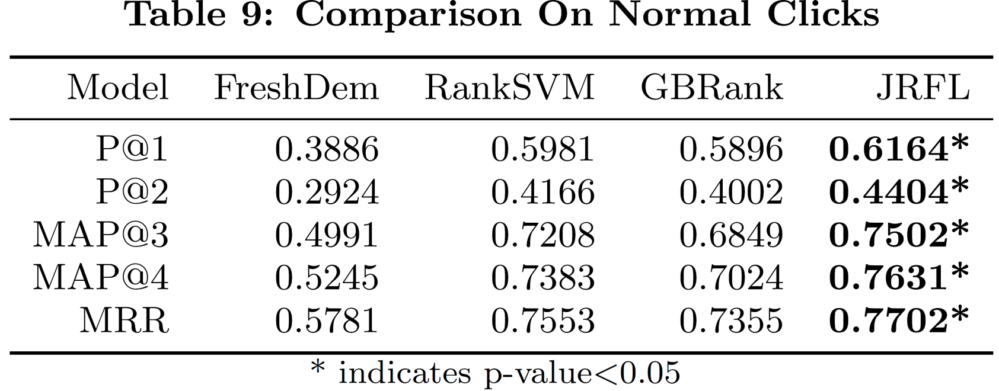 Table 9: Comparison On Normal Clicks
Model FreshDem RankSVM GBRank JRFL
P@1 0.3886 0.5981 0.5896 0.6164*
P@2 0.2924 0.4166 0.4002 0.4404*
MAP@3 0.4991 0.7208 0.6849 0.7502*
MAP@4 0.5245 0.7383 0.7024 0.7631*
MRR 0.5781 0.7553 0.7355 0.7702*
* indicates p-value<0.05